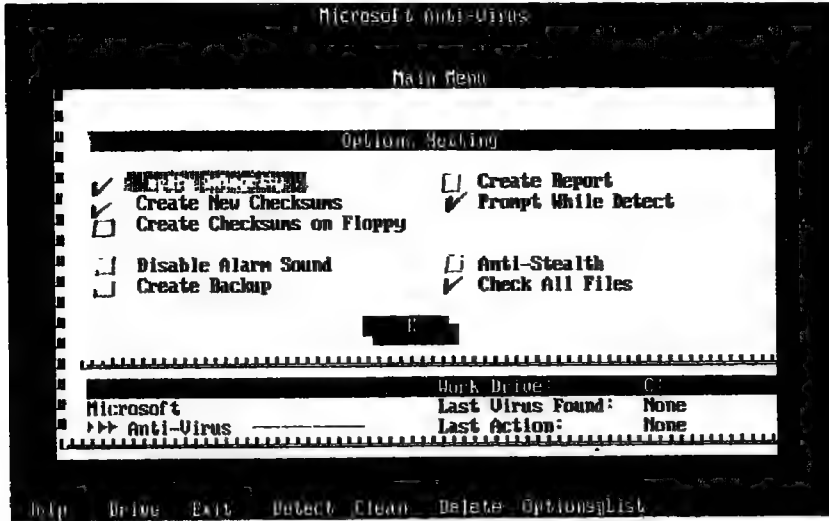 Microsoft Anti-Virus
Main Menu
Options Setting
Create Report
Create New Checksums
Prompt While Detect
Create Checksums on Floppy
Disable Alarm Sound
Anti-Stealth
Create Backup
Check All Files
Work Drive: C:
Microsoft
Last Virus Found: None
▸▸▸ Anti-Virus
Last Action: None
Help Drive Exit Detect Clean Delete Options List